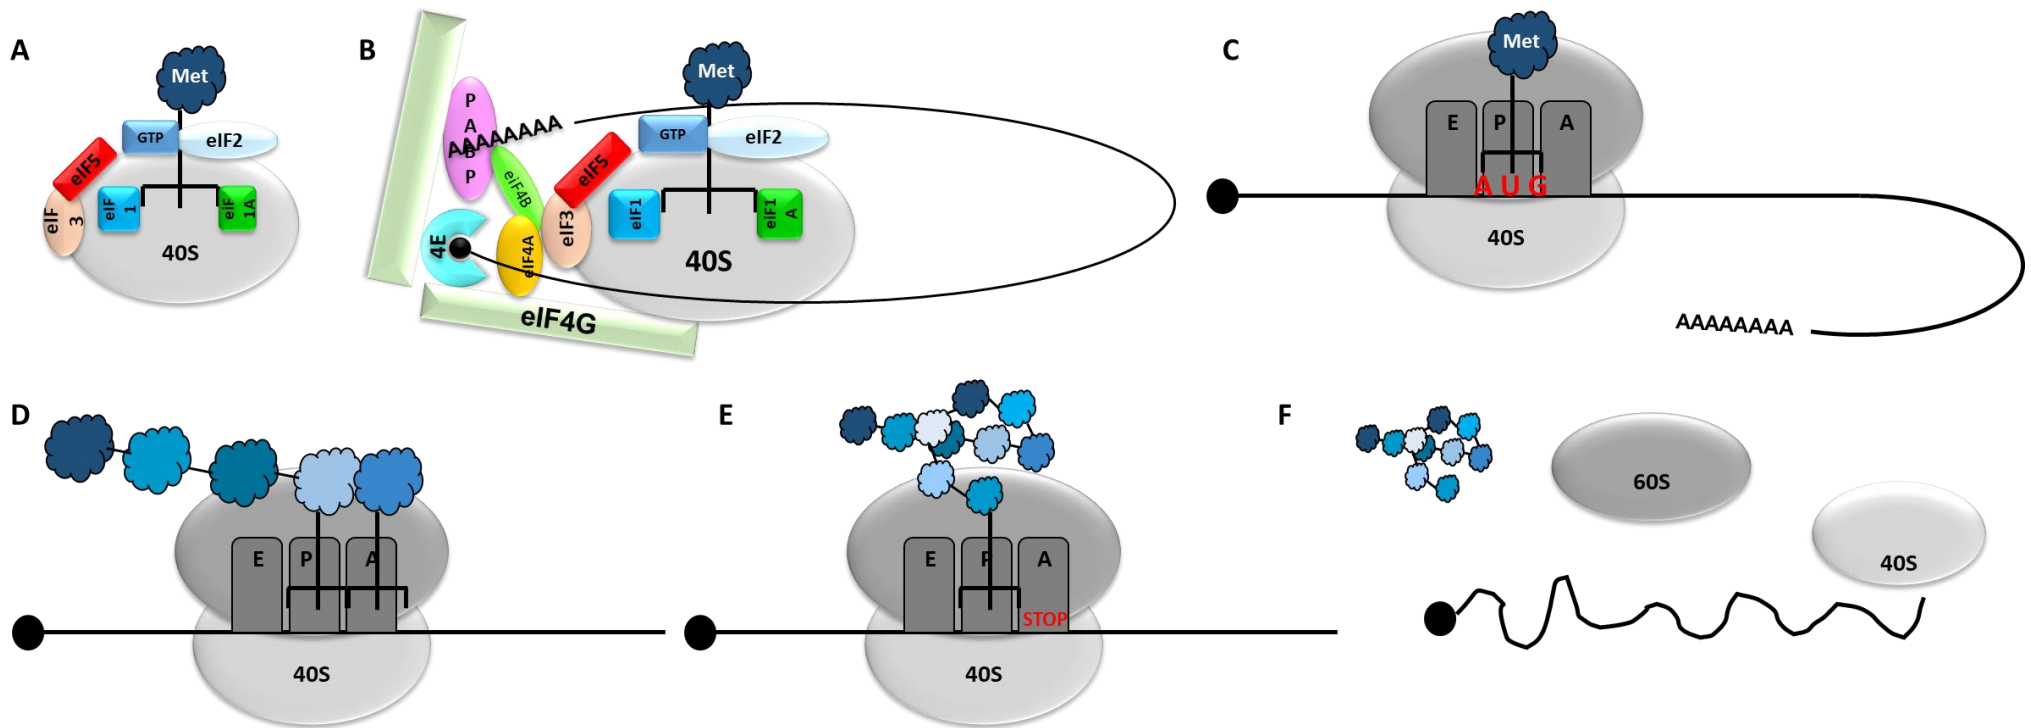 A
Met
GTP
eIF2
eIF5
eIF
3
eIF
1
eiF
1A
40S
B
PABP
AAAAAAAA
Met
GTP
eIF2
eiF4B
eIF5
4E
eIF4A
eIF3
eIF1
eiF1
A
40S
eIF4G
C
Met
E
P
A
AUG
40S
AAAAAAAA
D
E
P
A
40S
E
E
P
A
STOP
40S
F
60S
40S